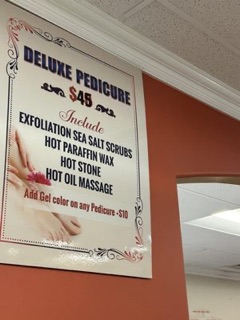 DELUXE PEDICURE
$45
Include
EXFOLIATION SEA SALT SCRUBS
HOT PARAFFIN WAX
HOT STONE
HOT OIL MASSAGE
Add Gel color on any Pedicure +$10